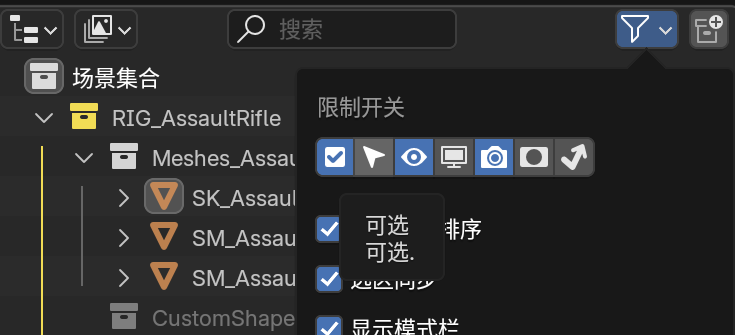 搜索
场景集合
RIG_AssaultRifle
Meshes_Assau
SK_Assaul
SM_Assau
SM_Assau
CustomShape
限制开关
可选
可选.
排序
选区同步
显示模式栏